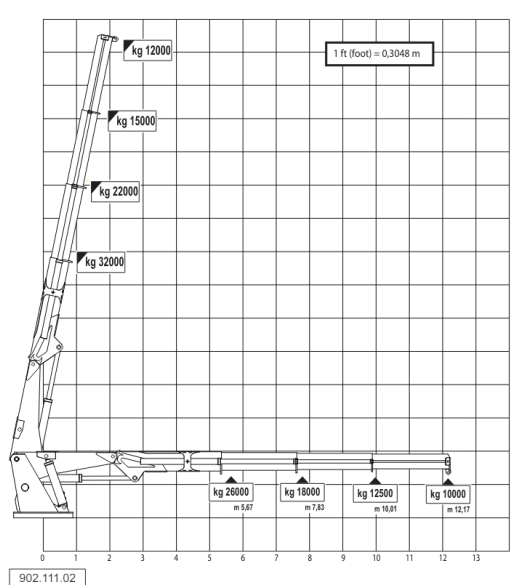 kg 12000
1 ft (foot) = 0,3048 m
kg 15000
kg 22000
kg 32000
kg 26000
m 5,67
kg 18000
m 7,83
kg 12500
m 10,01
kg 10000
m 12,17
0 1 2 3 4 5 6 7 8 9 10 11 12 13
902.111.02